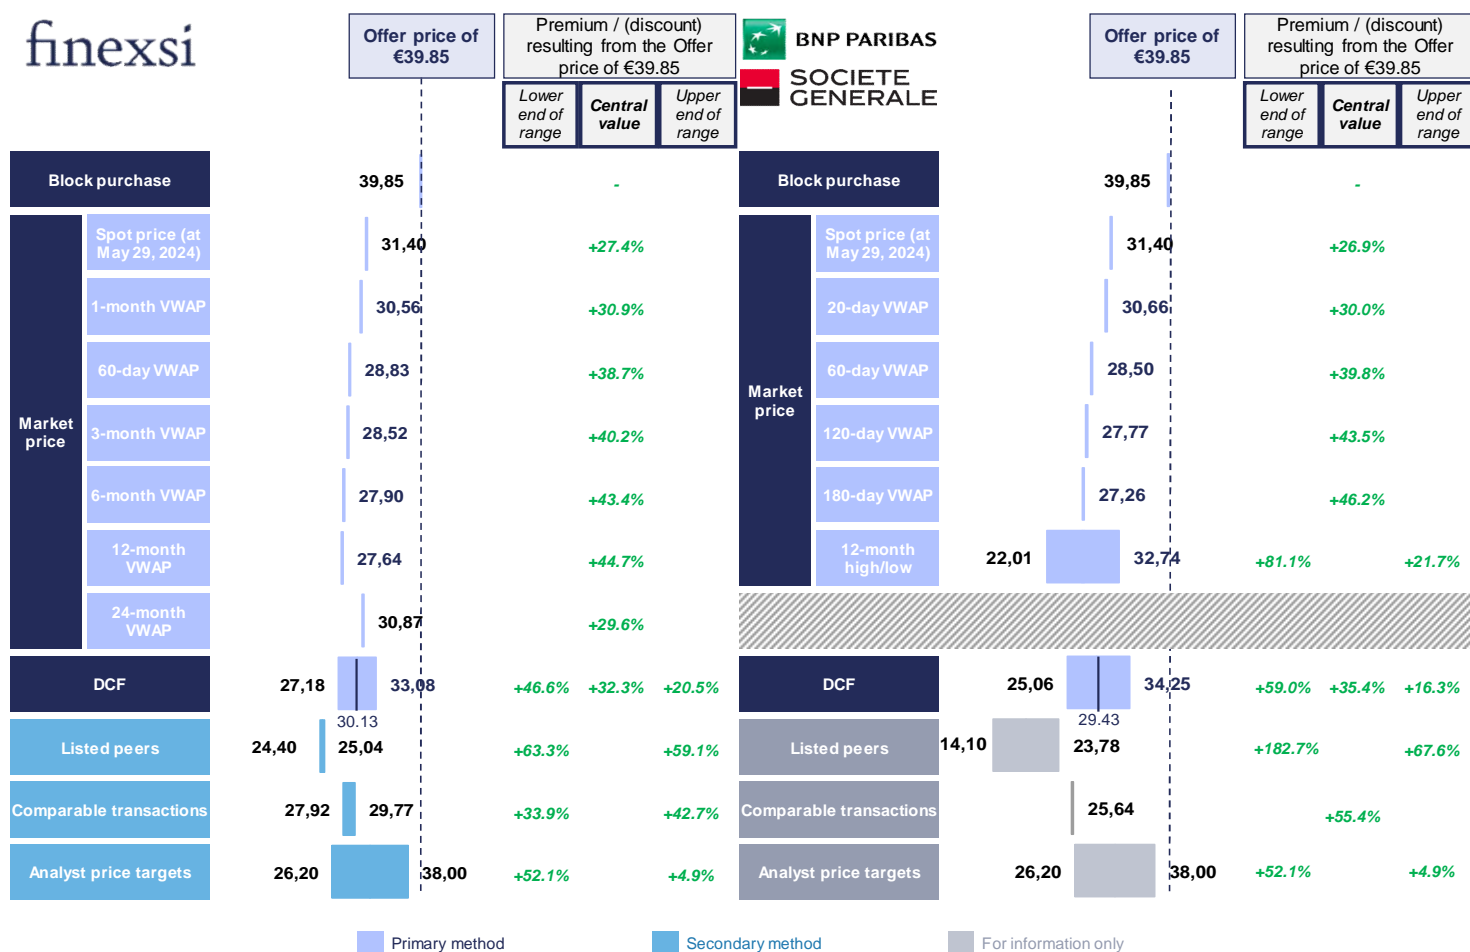 finexsi
Offer price of
€39.85
Premium / (discount)
resulting from the Offer
price of €39.85
Lower
end of
range
Central
value
Upper
end of
range
Block purchase
39,85
-
Market
price
Spot price (at
May 29, 2024)
31,40
+27.4%
1-month VWAP
30,56
+30.9%
60-day VWAP
28,83
+38.7%
3-month VWAP
28,52
+40.2%
6-month VWAP
27,90
+43.4%
12-month
VWAP
27,64
+44.7%
24-month
VWAP
30,87
+29.6%
DCF
27,18
33,08
30.13
+46.6%
+32.3%
+20.5%
Listed peers
24,40
25,04
+63.3%
+59.1%
Comparable transactions
27,92
29,77
+33.9%
+42.7%
Analyst price targets
26,20
38,00
+52.1%
+4.9%
BNP PARIBAS
SOCIETE
GENERALE
Offer price of
€39.85
Premium / (discount)
resulting from the Offer
price of €39.85
Lower
end of
range
Central
value
Upper
end of
range
Block purchase
39,85
-
Market
price
Spot price (at
May 29, 2024)
31,40
+26.9%
20-day VWAP
30,66
+30.0%
60-day VWAP
28,50
+39.8%
120-day VWAP
27,77
+43.5%
180-day VWAP
27,26
+46.2%
12-month
high/low
22,01
32,74
+81.1%
+21.7%
DCF
25,06
34,25
29.43
+59.0%
+35.4%
+16.3%
Listed peers
14,10
23,78
+182.7%
+67.6%
Comparable transactions
25,64
+55.4%
Analyst price targets
26,20
38,00
+52.1%
+4.9%
Primary method
Secondary method
For information only